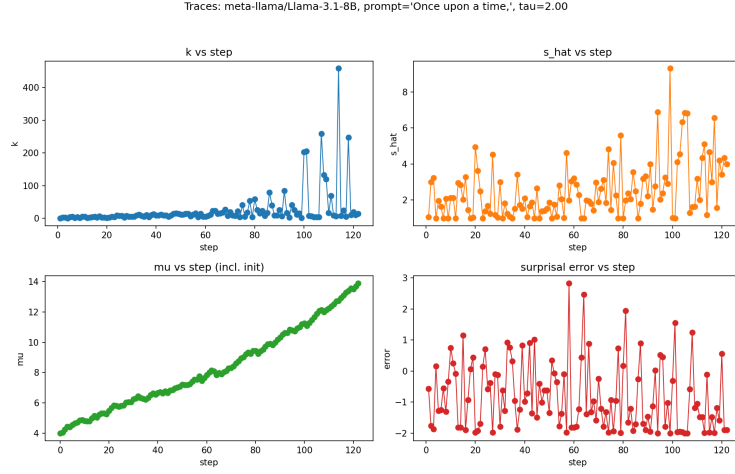 Traces: meta-llama/Llama-3.1-8B, prompt='Once upon a time,', tau=2.00
k vs step
k
400
300
200
100
0
0 20 40 60 80 100 120
step
s_hat vs step
s_hat
8
6
4
2
0 20 40 60 80 100 120
step
mu vs step (incl. init)
mu
14
12
10
8
6
4
0 20 40 60 80 100 120
step
surprisal error vs step
error
3
2
1
0
−1
−2
0 20 40 60 80 100 120
step